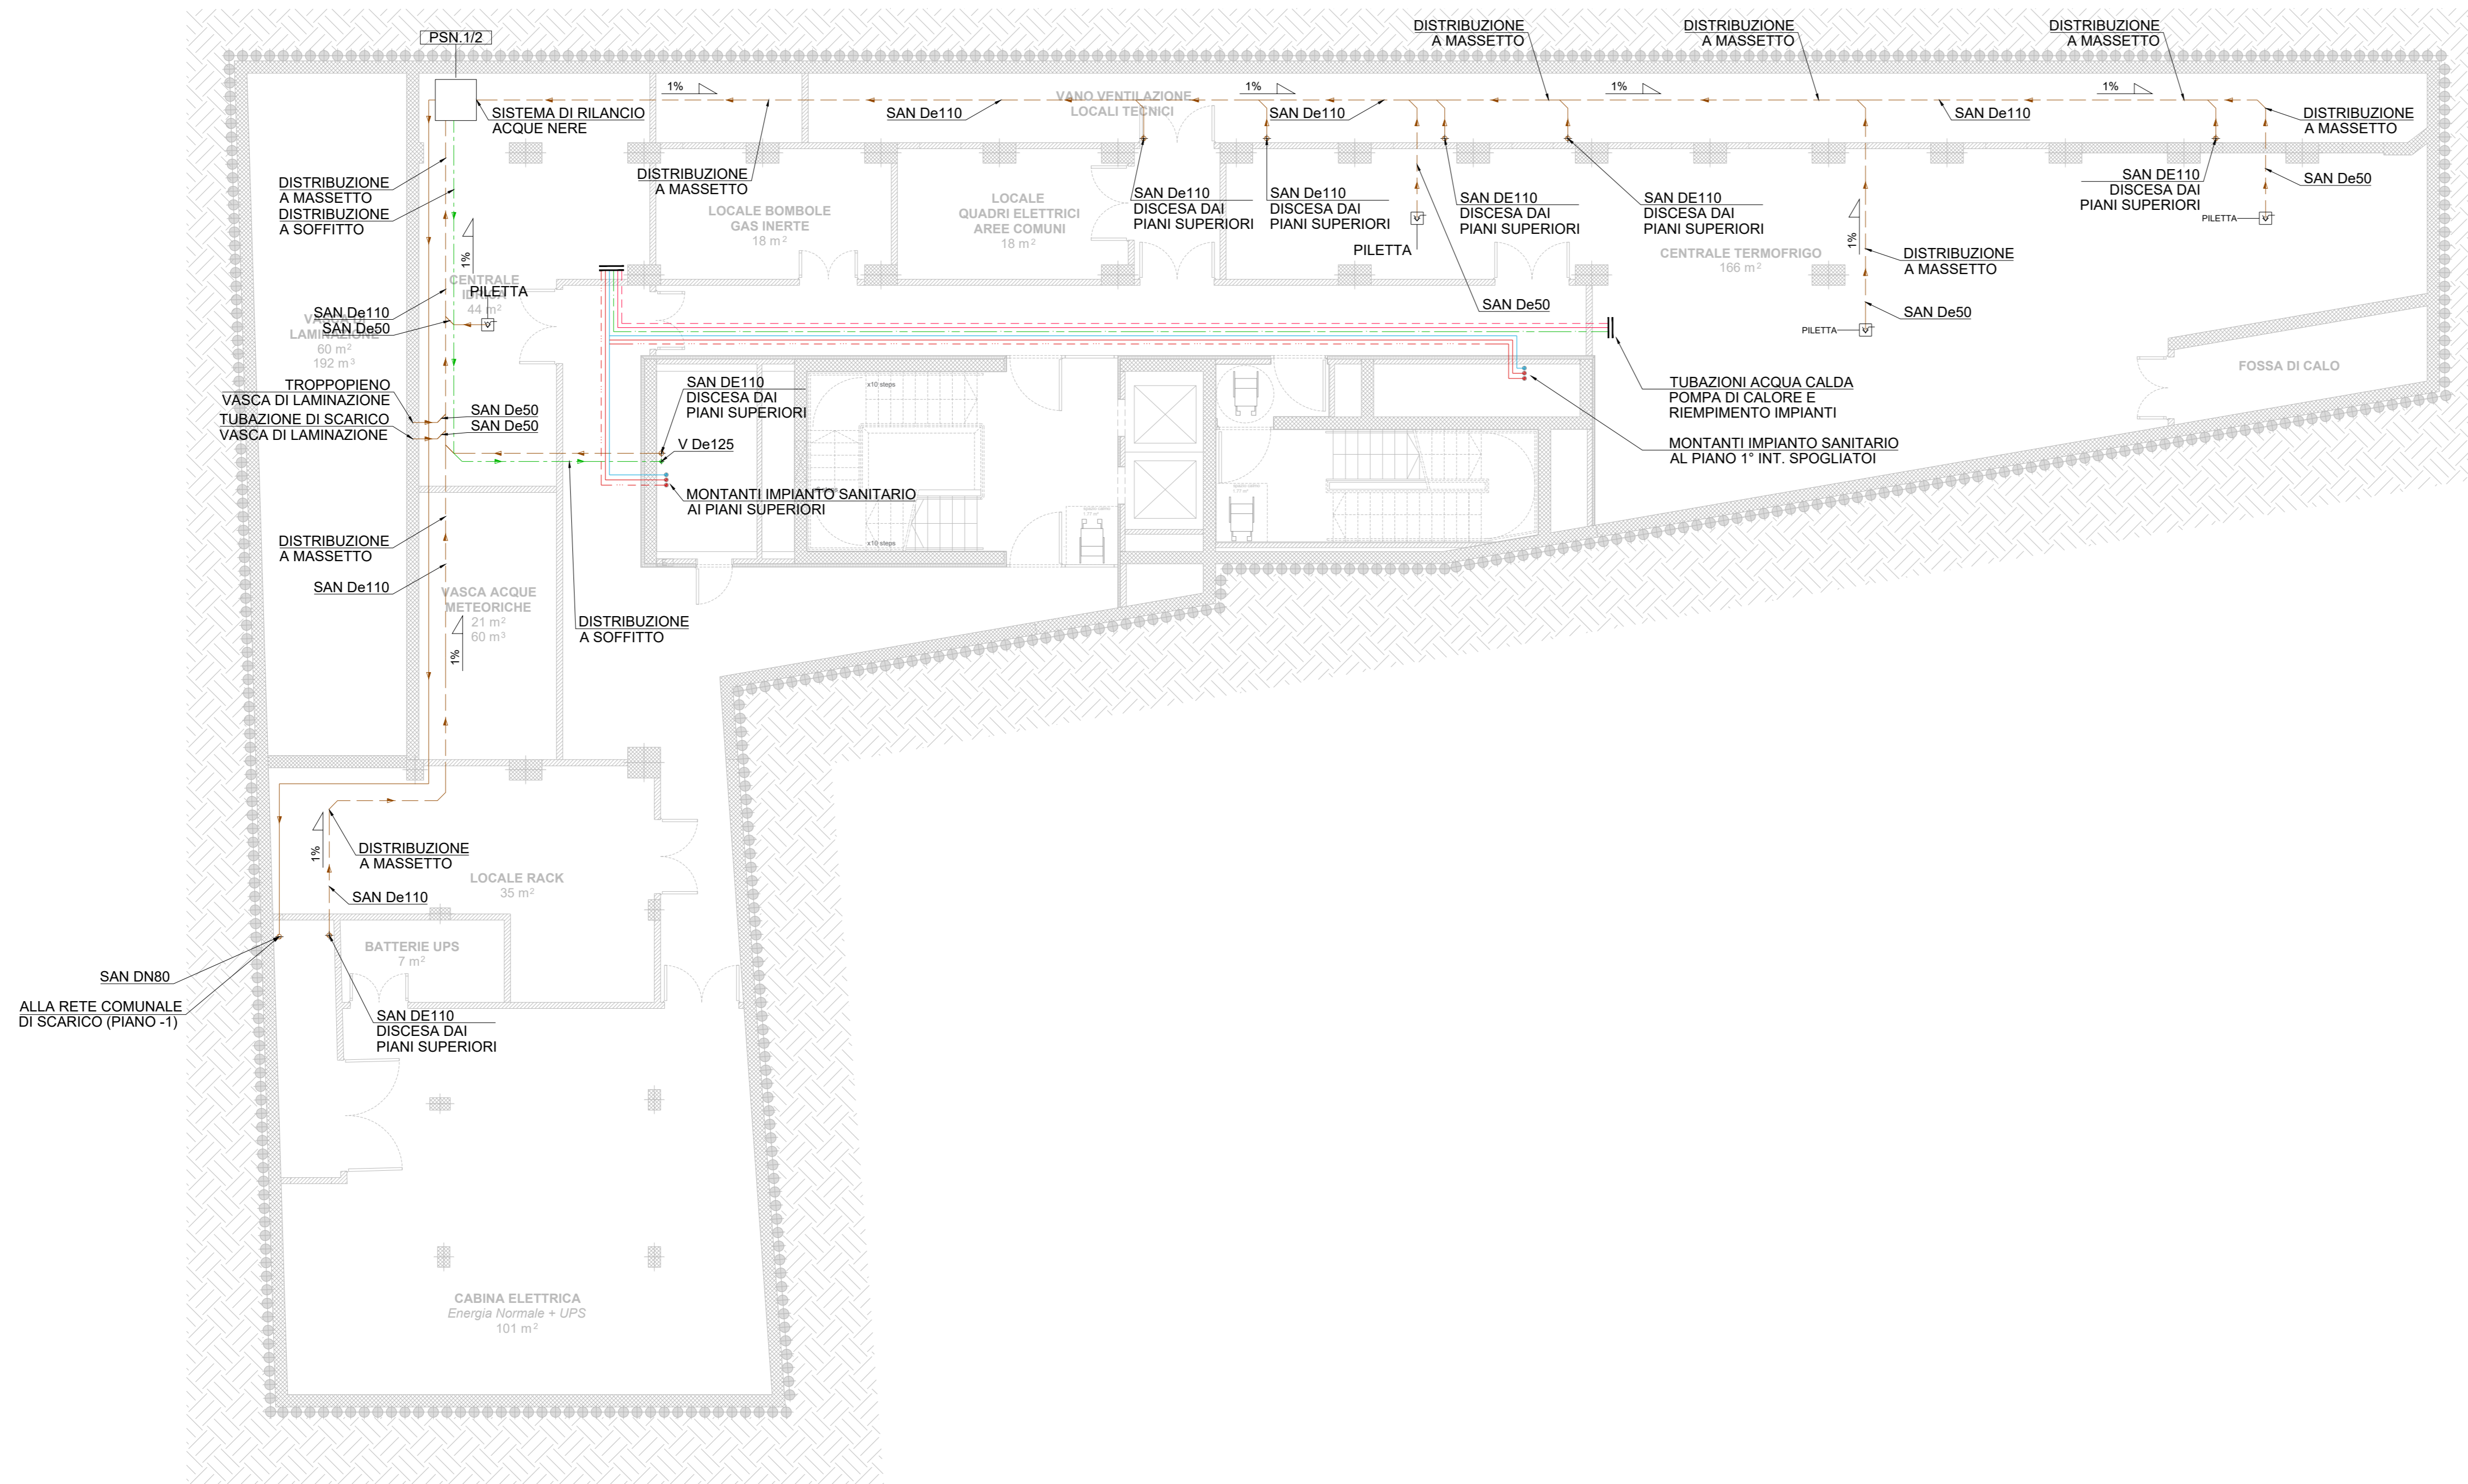 PSN.1/2
DISTRIBUZIONE
A MASSETTO
DISTRIBUZIONE
A MASSETTO
DISTRIBUZIONE
A MASSETTO
1%
1%
1%
1%
SISTEMA DI RILANCIO
ACQUE NERE
SAN De110
VANO VENTILAZIONE
LOCALI TECNICI
SAN De110
SAN De110
DISTRIBUZIONE
A MASSETTO
DISTRIBUZIONE
A MASSETTO
DISTRIBUZIONE
A SOFFITTO
DISTRIBUZIONE
A MASSETTO
LOCALE BOMBOLE
GAS INERTE
18 m²
LOCALE
QUADRI ELETTRICI
AREE COMUNI
18 m²
SAN De110
DISCESA DAI
PIANI SUPERIORI
SAN De110
DISCESA DAI
PIANI SUPERIORI
PILETTA
SAN DE110
DISCESA DAI
PIANI SUPERIORI
SAN DE110
DISCESA DAI
PIANI SUPERIORI
SAN DE110
DISCESA DAI
PIANI SUPERIORI
SAN De50
PILETTA
CENTRALE TERMOFRIGO
166 m²
1%
DISTRIBUZIONE
A MASSETTO
1%
CENTRALE
44 m²
PILETTA
SAN De110
SAN De50
SAN De50
SAN De50
PILETTA
VASCA DI
LAMINAZIONE
60 m²
192 m³
FOSSA DI CALO
TROPPOPIENO
VASCA DI LAMINAZIONE
TUBAZIONE DI SCARICO
VASCA DI LAMINAZIONE
SAN De50
SAN De50
SAN DE110
DISCESA DAI
PIANI SUPERIORI
V De125
x10 steps
TUBAZIONI ACQUA CALDA
POMPA DI CALORE E
RIEMPIMENTO IMPIANTI
MONTANTI IMPIANTO SANITARIO
AL PIANO 1° INT. SPOGLIATOI
MONTANTI IMPIANTO SANITARIO
AI PIANI SUPERIORI
x10 steps
DISTRIBUZIONE
A MASSETTO
SAN De110
VASCA ACQUE
METEORICHE
21 m²
60 m³
1%
DISTRIBUZIONE
A SOFFITTO
1%
DISTRIBUZIONE
A MASSETTO
LOCALE RACK
35 m²
SAN De110
BATTERIE UPS
7 m²
SAN DN80
ALLA RETE COMUNALE
DI SCARICO (PIANO -1)
SAN DE110
DISCESA DAI
PIANI SUPERIORI
CABINA ELETTRICA
Energia Normale + UPS
101 m²